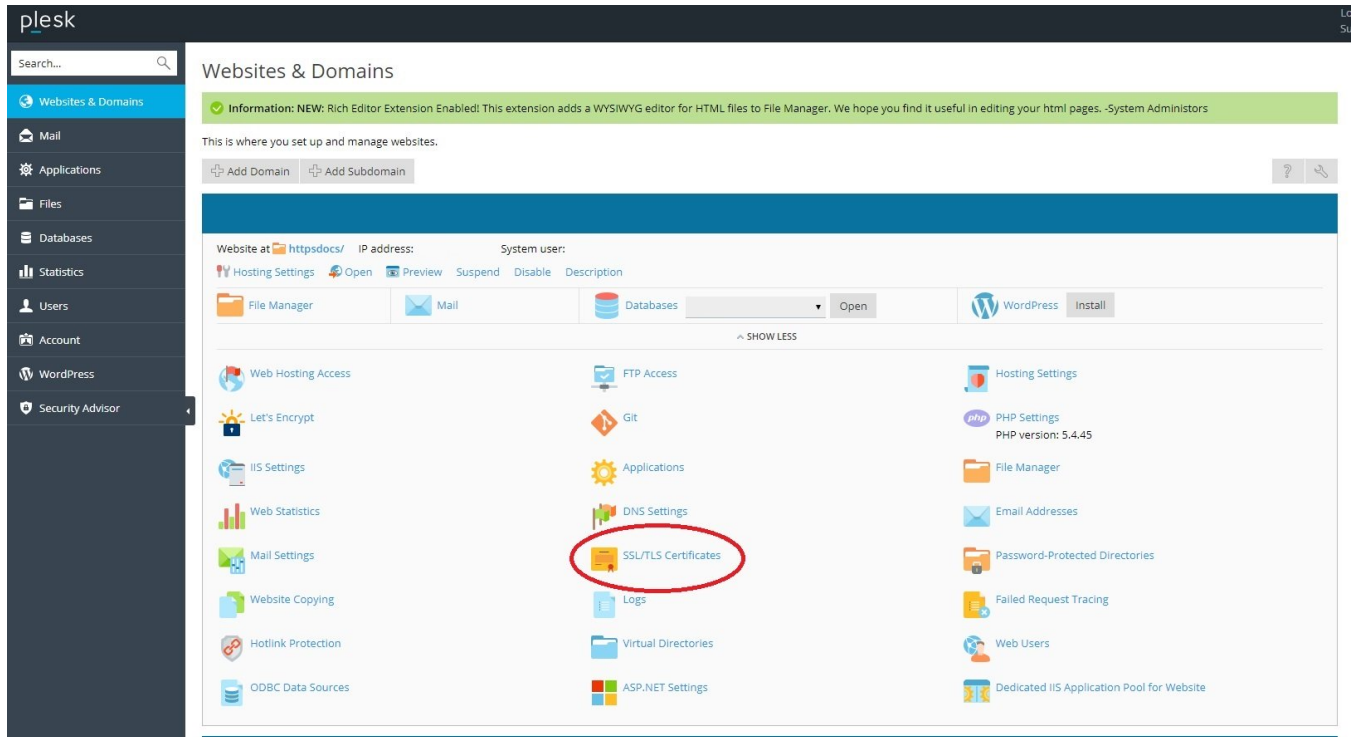 plesk
Lo
Su
Search...
Websites & Domains
Mail
Applications
Files
Databases
Statistics
Users
Account
WordPress
Security Advisor
Websites & Domains
Information: NEW: Rich Editor Extension Enabled! This extension adds a WYSIWYG editor for HTML files to File Manager. We hope you find it useful in editing your html pages. -System Administors
This is where you set up and manage websites.
Add Domain Add Subdomain
?
Website at httpsdocs/ IP address: System user:
Hosting Settings Open Preview Suspend Disable Description
File Manager Mail Databases Open WordPress Install
SHOW LESS
Web Hosting Access FTP Access Hosting Settings
Let's Encrypt Git php PHP Settings
PHP version: 5.4.45
IIS Settings Applications File Manager
Web Statistics DNS Settings Email Addresses
Mail Settings SSL/TLS Certificates Password-Protected Directories
Website Copying Logs Failed Request Tracing
Hotlink Protection Virtual Directories Web Users
ODBC Data Sources ASP.NET Settings Dedicated IIS Application Pool for Website